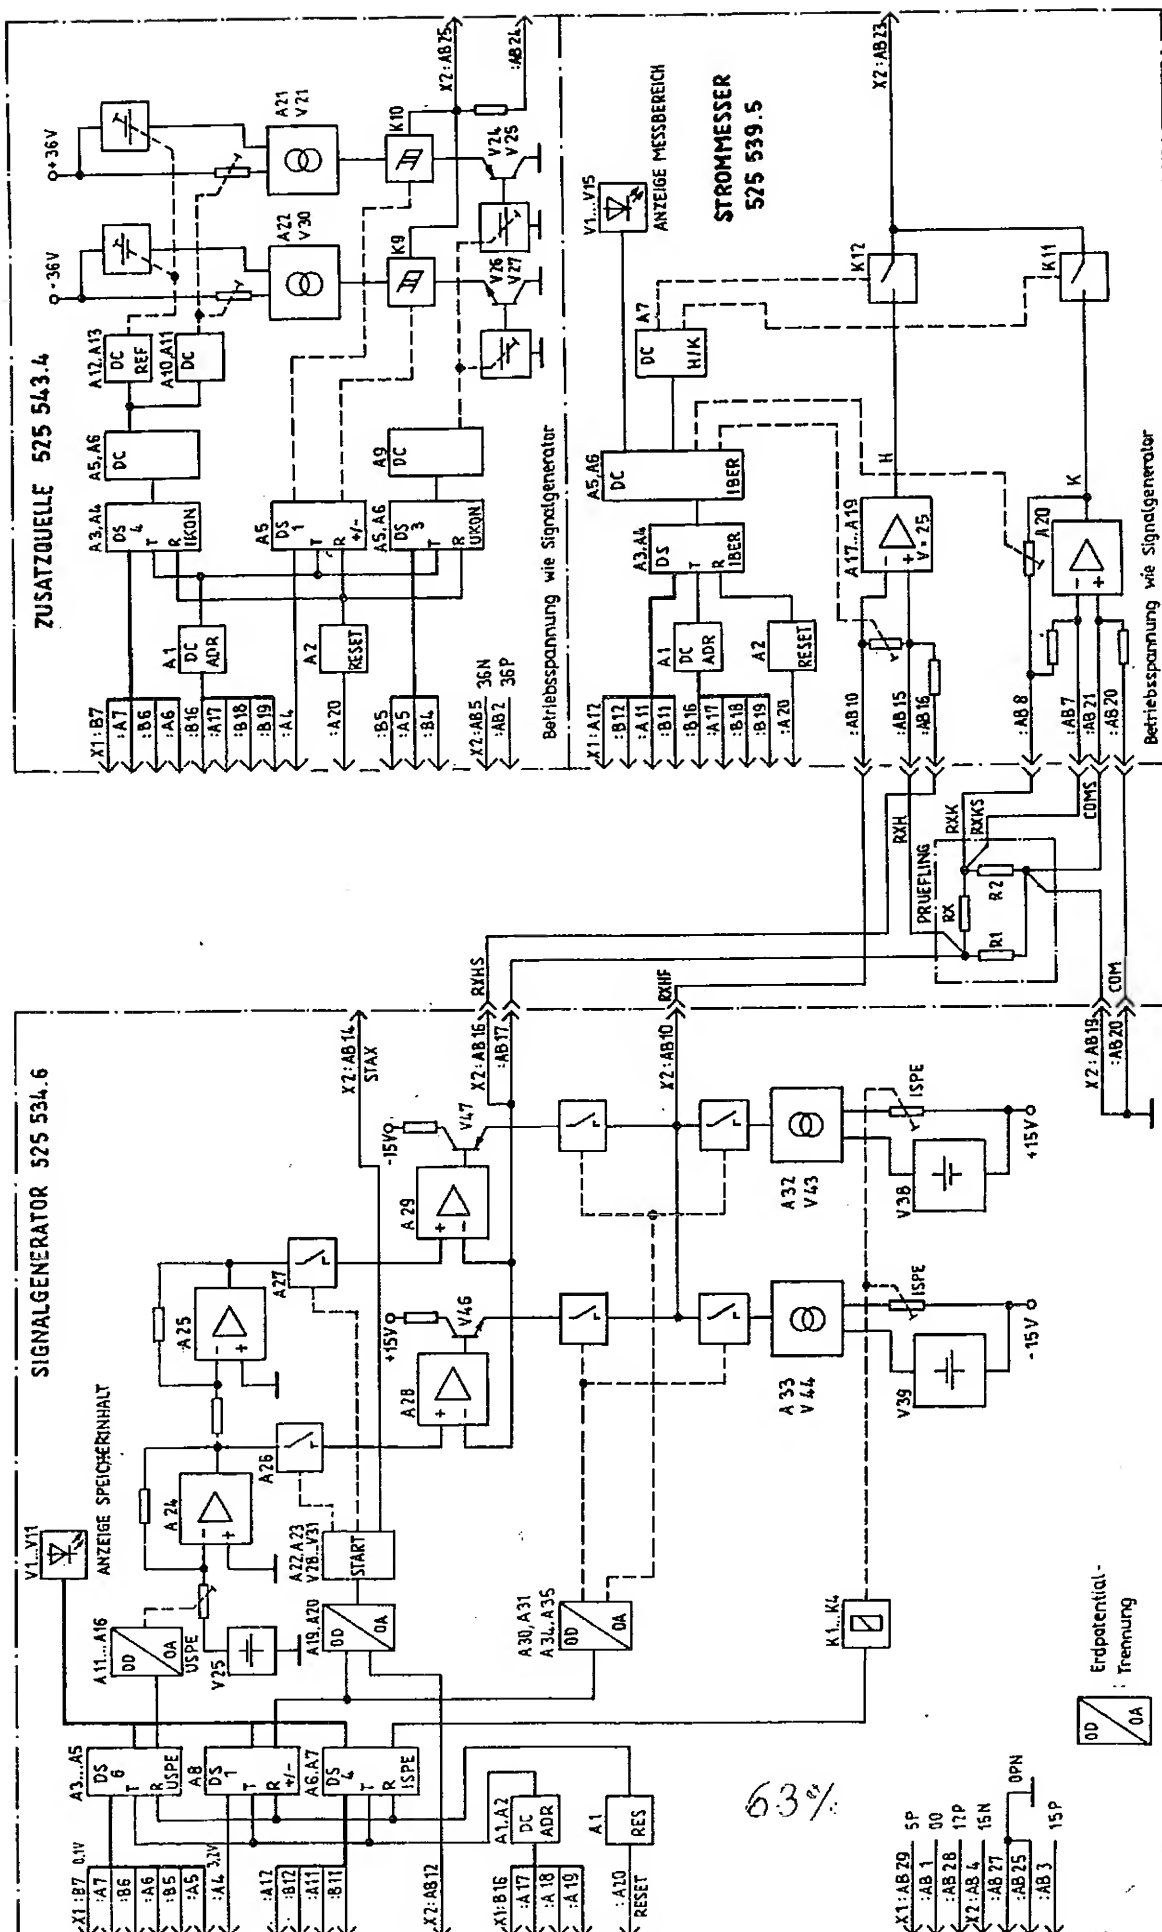 SIGNALGENERATOR 525 534.6
V1...V11
ANZEIGE SPEICHERINHALT
A11...A16
OD
OA
USPE
V25
A24
-
+
A25
-
+
A26
A27
A19,A20
OD
OA
A22,A23
V28...V31
START
X2:AB14
STAX
A3...A5
DS
6
T
R
USPE
A8
DS
1
T
R
+/-
A6,A7
DS
4
T
R
ISPE
A1,A2
DC
ADR
A1
RES
X1:B7 0.1V
:A7
:B6
:A6
:B5
:A5
:A4 3.2V
:A12
:B12
:A11
:B11
X2:AB12
X1:B16
:A17
:A18
:A19
:A20
RESET
+15V
A28
+
-
V46
-15V
A29
+
-
V47
X2:AB16
RXHS
:AB17
X2:AB10
RXHF
A30,A31
A34,A35
OD
OA
K1...K4
A33
V44
A32
V43
ISPE
ISPE
V39
V38
-15V
+15V
X2:AB19
:AB20
COM
63%
X1:AB29 5P
:AB1 00
:AB28 12P
X2:AB4 15N
:AB27
:AB25
OPN
:AB3 15P
OD
OA
: Erdpotential-
Trennung
PRUEFLING
RX
R1
R2
RXH
RXK
RXKS
COMS
ZUSATZQUELLE 525 543.4
-36V
+36V
A12,A13
DC
REF
A10,A11
DC
A22
V30
A21
V21
A5,A6
DC
A3,A4
DS
4
T
R
IKON
A5
DS
1
T
R
+/-
A5,A6
DS
3
T
R
UKON
A9
DC
A1
DC
ADR
A2
RESET
K9
K10
V26
V27
V24
V25
X2:AB25
:AB24
X1:B7
:A7
:B6
:A6
:B16
:A17
:B18
:B19
:A4
:A20
:B5
:A5
:B4
X2:AB5 36N
:AB2 36P
Betriebsspannung wie Signalgenerator
STROMMESSER
525 539.5
V1...V15
ANZEIGE MESSBEREICH
A7
DC
H/K
A5,A6
DC
IBER
A3,A4
DS
T
R
IBER
A1
DC
ADR
A2
RESET
X1:A12
:B12
:A11
:B11
:B16
:A17
:B18
:B19
:A20
:AB10
:AB15
:AB16
:AB8
:AB7
:AB21
:AB20
A17...A19
-
+
V=25
H
A20
-
+
K
K12
K11
X2:AB23
Betriebsspannung wie Signalgenerator